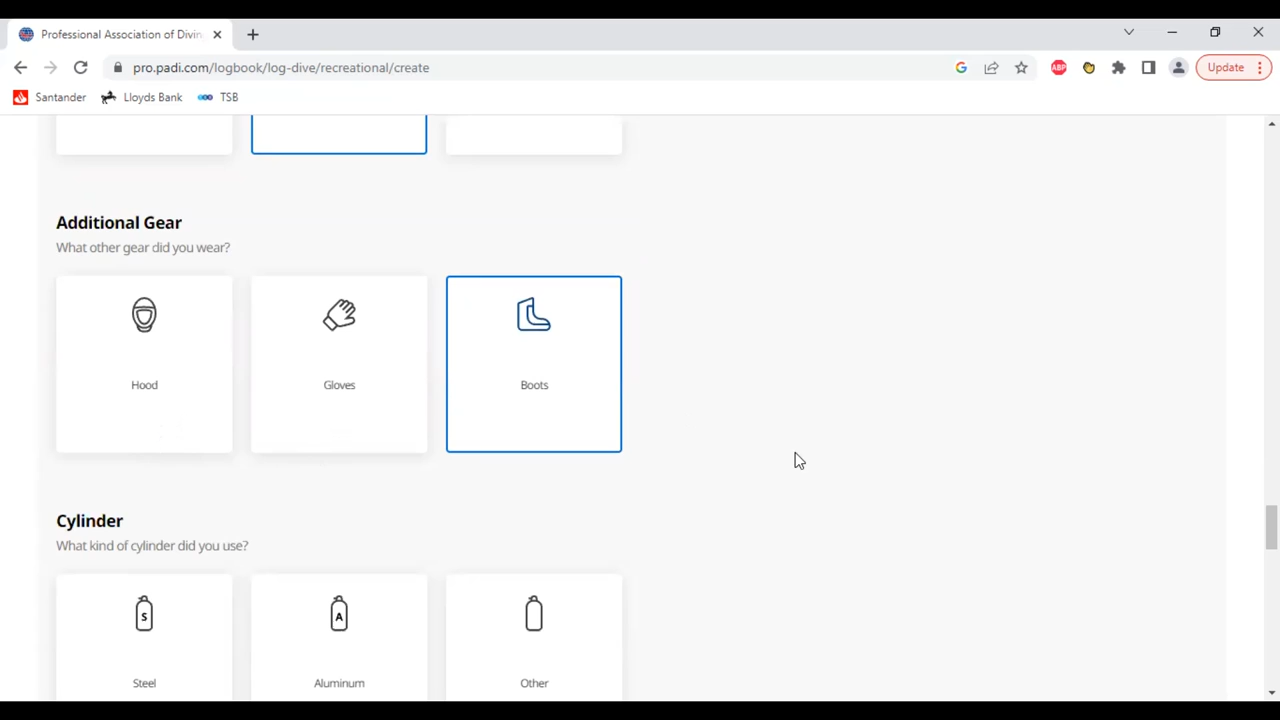 Professional Association of Divin
pro.padi.com/logbook/log-dive/recreational/create
ABP
Update
Santander
Lloyds Bank
TSB
Additional Gear
What other gear did you wear?
Hood
Gloves
Boots
Cylinder
What kind of cylinder did you use?
S
A
Steel
Aluminum
Other